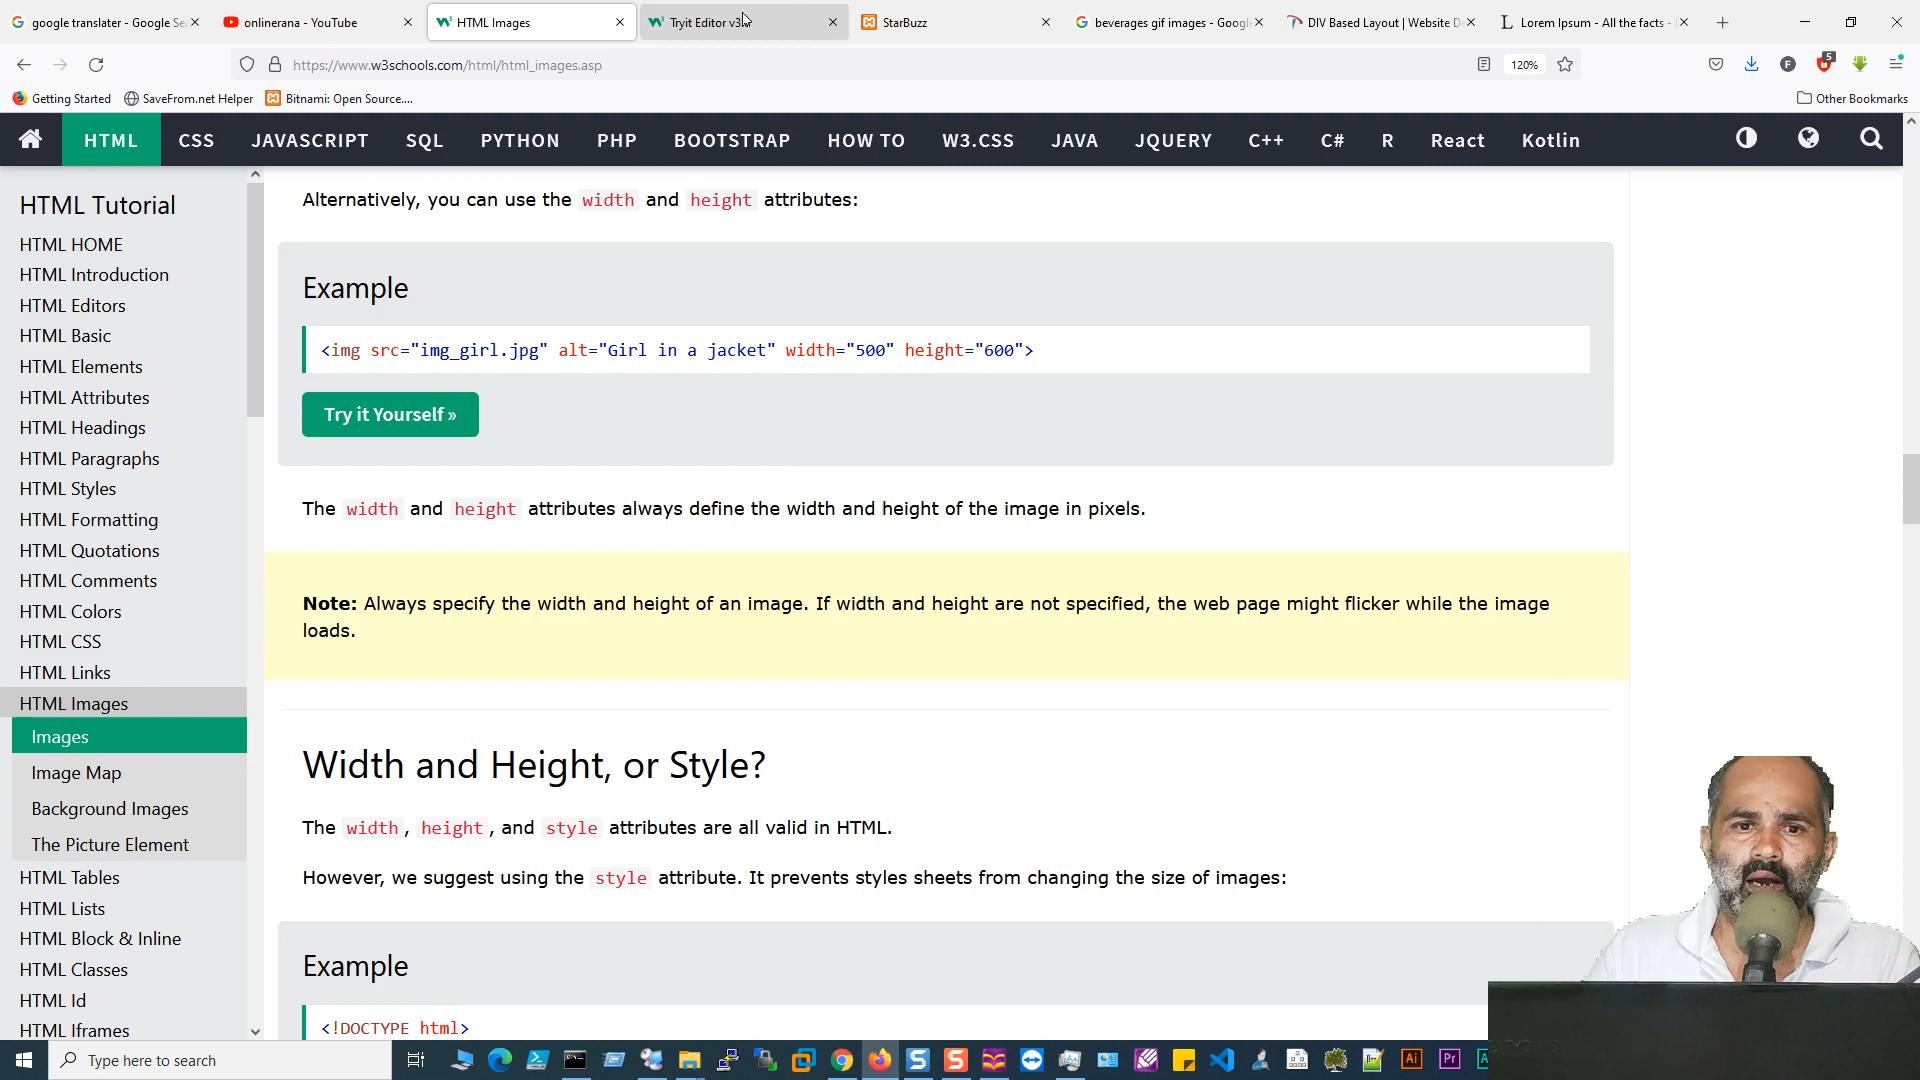 google translater - Google Se
onlinerana - YouTube
HTML Images
Tryit Editor v3
StarBuzz
beverages gif images - Googl
DIV Based Layout | Website D
Lorem Ipsum - All the facts -
https://www.w3schools.com/html/html_images.asp
120%
5
Getting Started
SaveFrom.net Helper
Bitnami: Open Source....
Other Bookmarks
HTML
CSS
JAVASCRIPT
SQL
PYTHON
PHP
BOOTSTRAP
HOW TO
W3.CSS
JAVA
JQUERY
C++
C#
R
React
Kotlin
HTML Tutorial
HTML HOME
HTML Introduction
HTML Editors
HTML Basic
HTML Elements
HTML Attributes
HTML Headings
HTML Paragraphs
HTML Styles
HTML Formatting
HTML Quotations
HTML Comments
HTML Colors
HTML CSS
HTML Links
HTML Images
Images
Image Map
Background Images
The Picture Element
HTML Tables
HTML Lists
HTML Block & Inline
HTML Classes
HTML Id
HTML Iframes
Alternatively, you can use the width and height attributes:
Example
<img src="img_girl.jpg" alt="Girl in a jacket" width="500" height="600">
Try it Yourself »
The width and height attributes always define the width and height of the image in pixels.
Note: Always specify the width and height of an image. If width and height are not specified, the web page might flicker while the image
loads.
Width and Height, or Style?
The width, height, and style attributes are all valid in HTML.
However, we suggest using the style attribute. It prevents styles sheets from changing the size of images:
Example
<!DOCTYPE html>
Type here to search
Ai
Pr